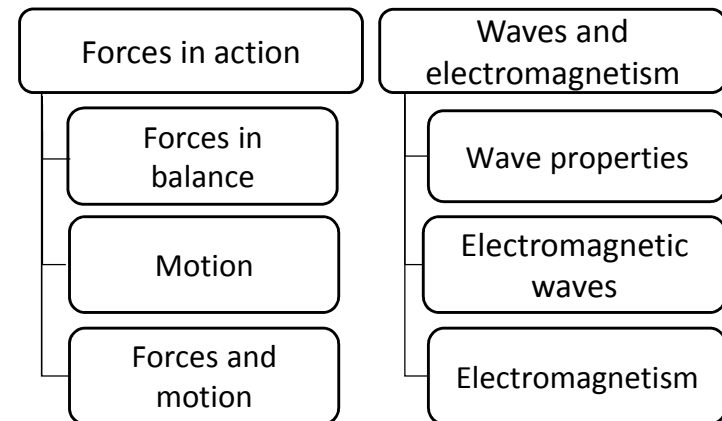 Forces in action
Forces in
balance
Motion
Forces and
motion
Waves and
electromagnetism
Wave properties
Electromagnetic
waves
Electromagnetism